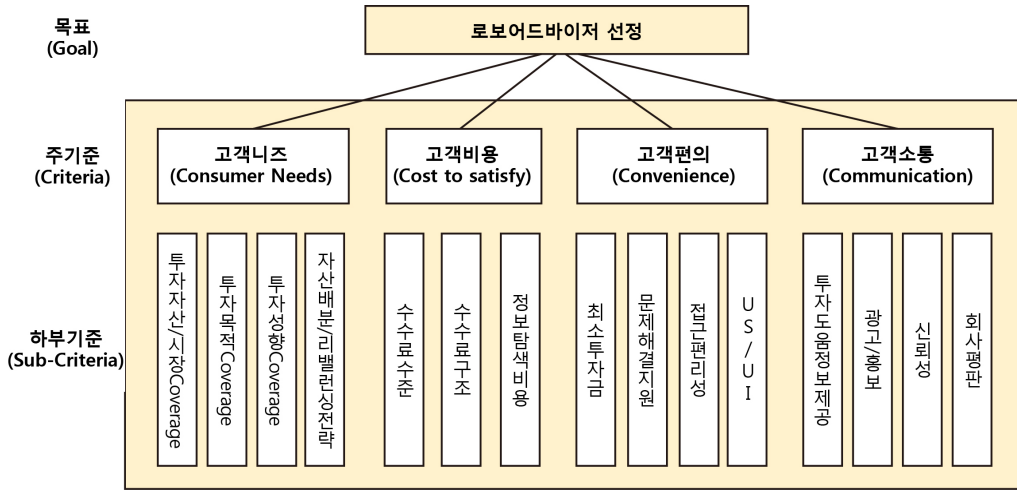 목표
(Goal)
로보어드바이저 선정
주기준
(Criteria)
고객니즈
(Consumer Needs)
고객비용
(Cost to satisfy)
고객편의
(Convenience)
고객소통
(Communication)
하부기준
(Sub-Criteria)
투자자산/시장Coverage
투자목적Coverage
투자성향Coverage
자산배분/리밸런싱전략
수수료수준
수수료구조
정보탐색비용
최소투자금
문제해결지원
접근편리성
US/UI
투자도움정보제공
광고/홍보
신뢰성
회사평판